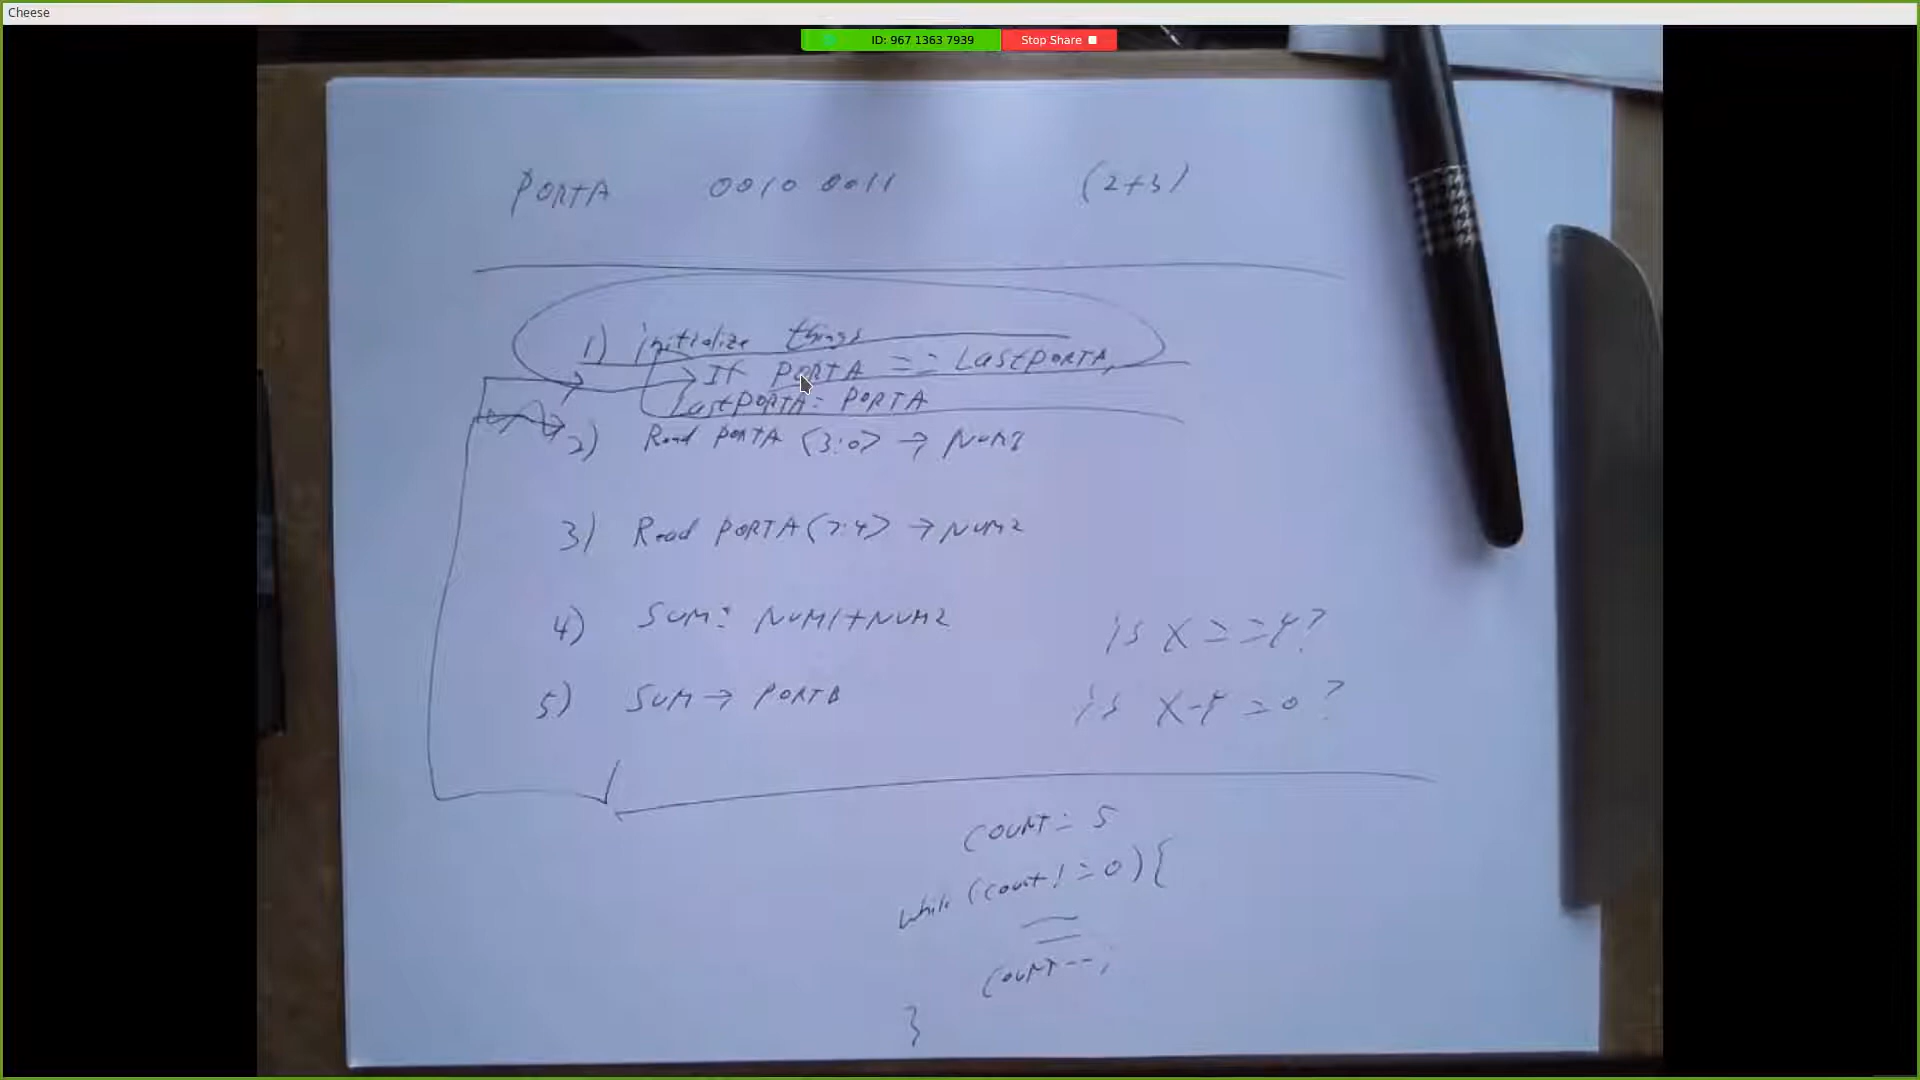 Cheese
ID: 967 1363 7939
Stop Share
PORTA 0010 0011 (2+3)
1) initialize things
If PORTA == LastPORTA,
LastPORTA = PORTA
2) Read PORTA (3:0) → NUM1
3) Read PORTA (7:4) → NUM2
4) SUM = NUM1+NUM2
is X == Y?
5) SUM → PORTB
is X-Y = 0?
COUNT = 5
while (count != 0) {
COUNT--;
}